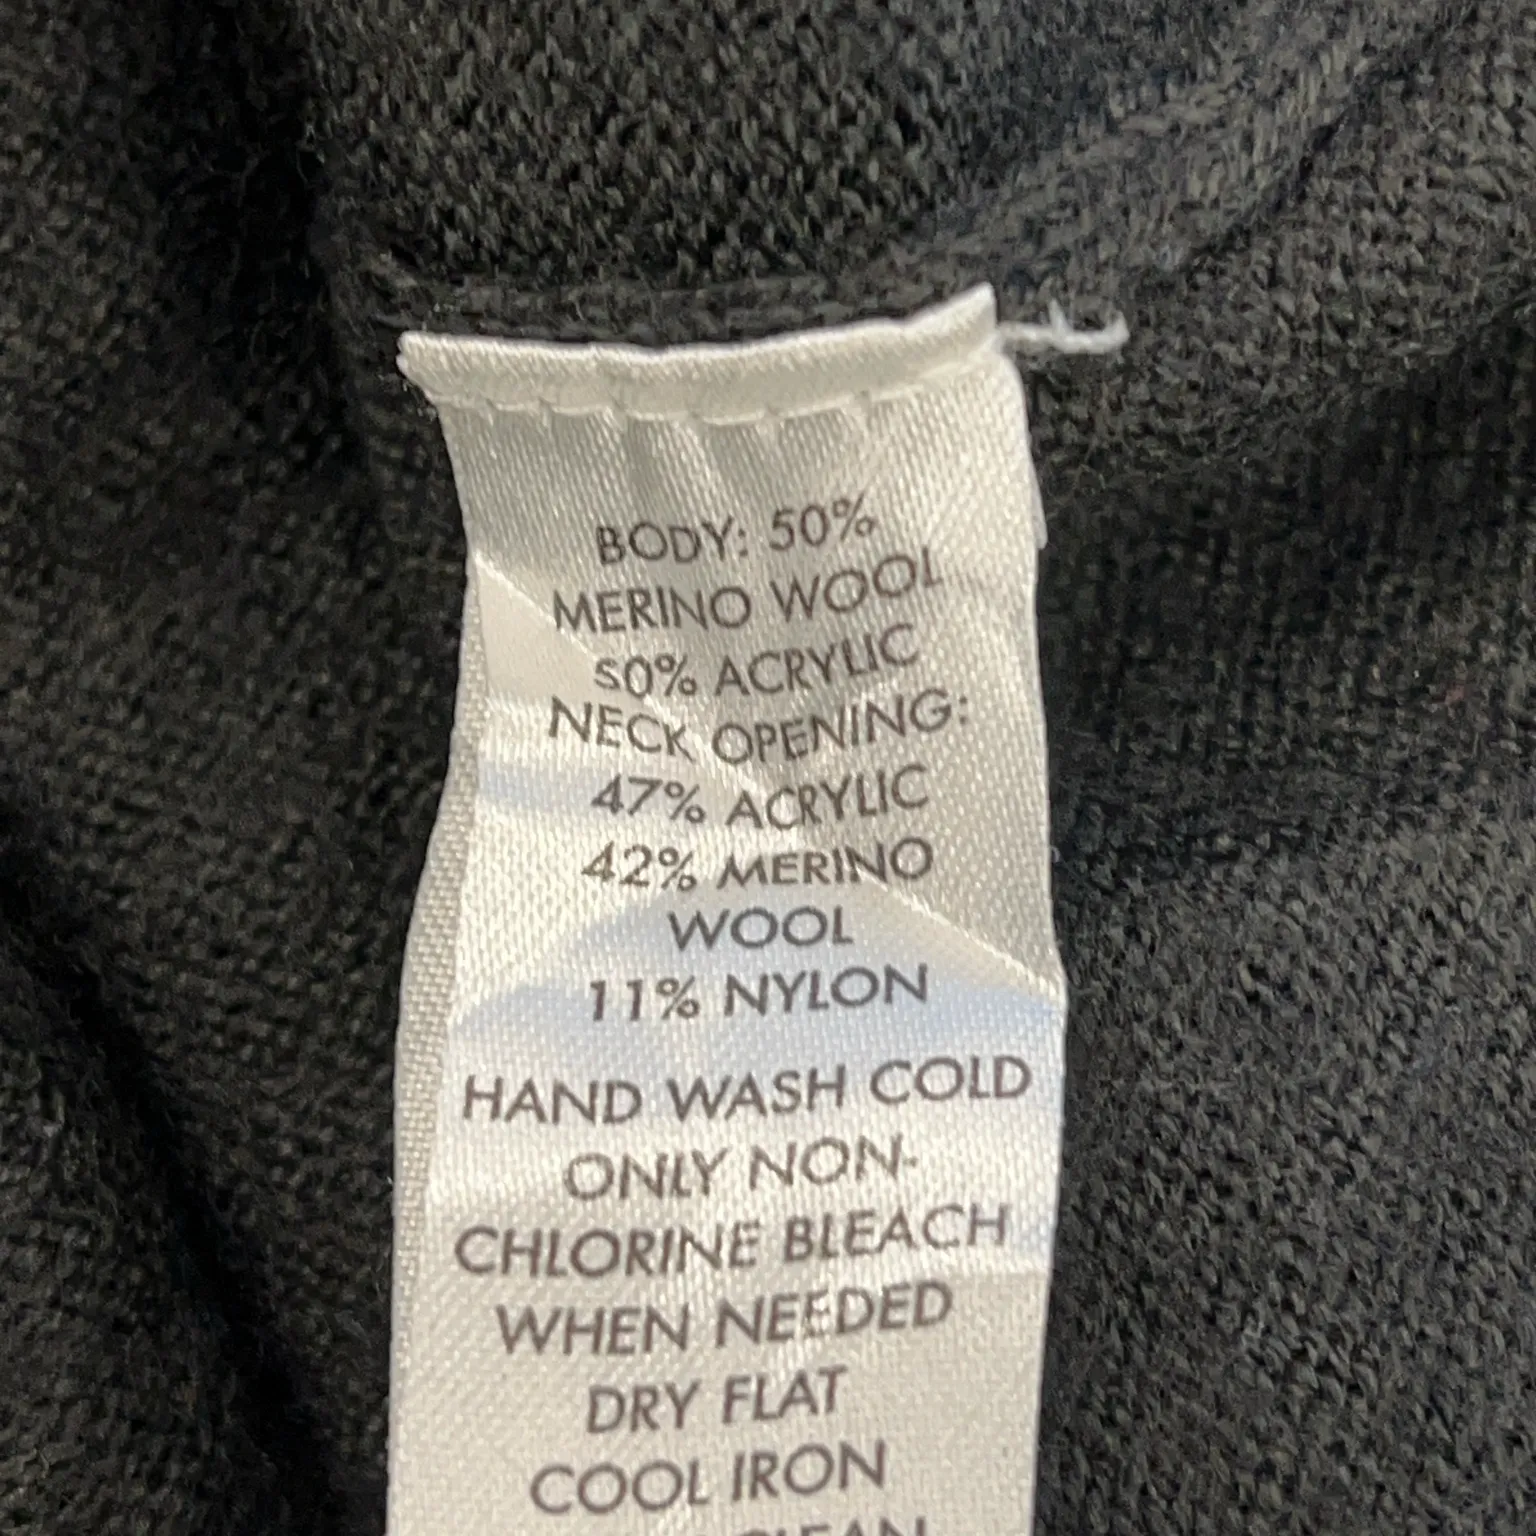 BODY: 50%
MERINO WOOL
50% ACRYLIC
NECK OPENING:
47% ACRYLIC
42% MERINO
WOOL
11% NYLON
HAND WASH COLD
ONLY NON-
CHLORINE BLEACH
WHEN NEEDED
DRY FLAT
COOL IRON
CLEAN